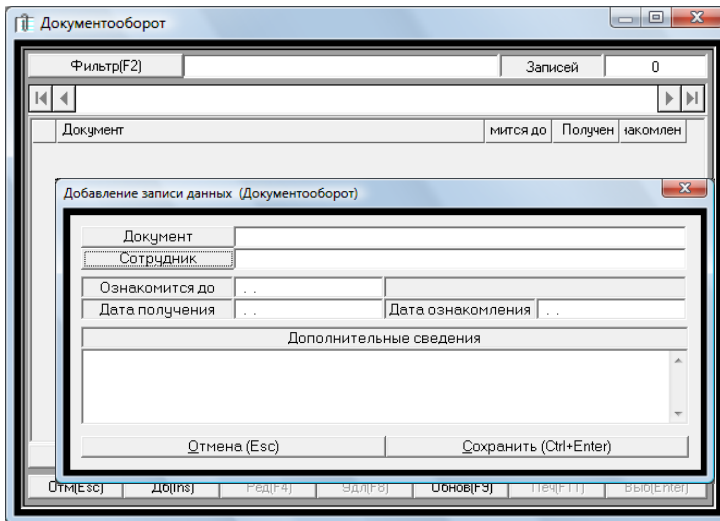 Документооборот
Фильтр(F2) Записей 0
Документ мится до Получен накомлен
Добавление записи данных (Документооборот)
Документ
Сотрудник
Ознакомится до . .
Дата получения . . Дата ознакомления . .
Дополнительные сведения
Отмена (Esc) Сохранить (Ctrl+Enter)
Отм(Esc) Дб(Ins) Ред(F4) Удл(F8) Обнов(F9) Печ(F11) Выб(Enter)